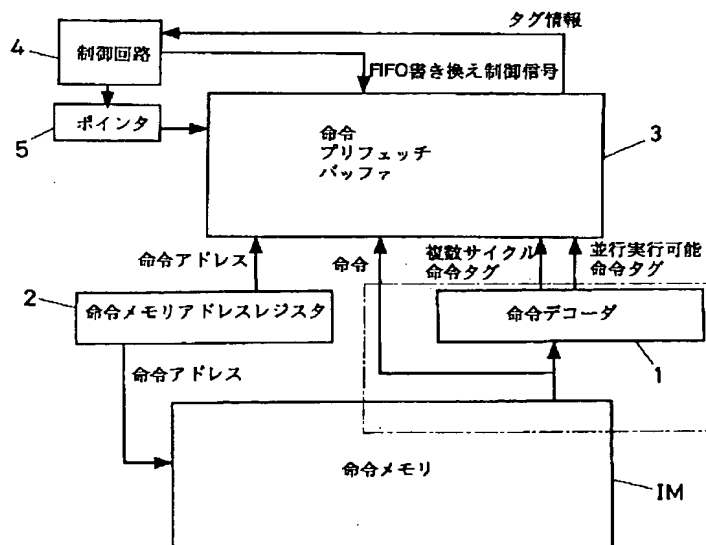 タグ情報
4
制御回路
FIFO書き換え制御信号
ポインタ
5
命令
プリフェッチ
バッファ
3
命令アドレス
命令
複数サイクル
命令タグ
並行実行可能
命令タグ
2
命令メモリアドレスレジスタ
命令デコーダ
1
命令アドレス
命令メモリ
IM